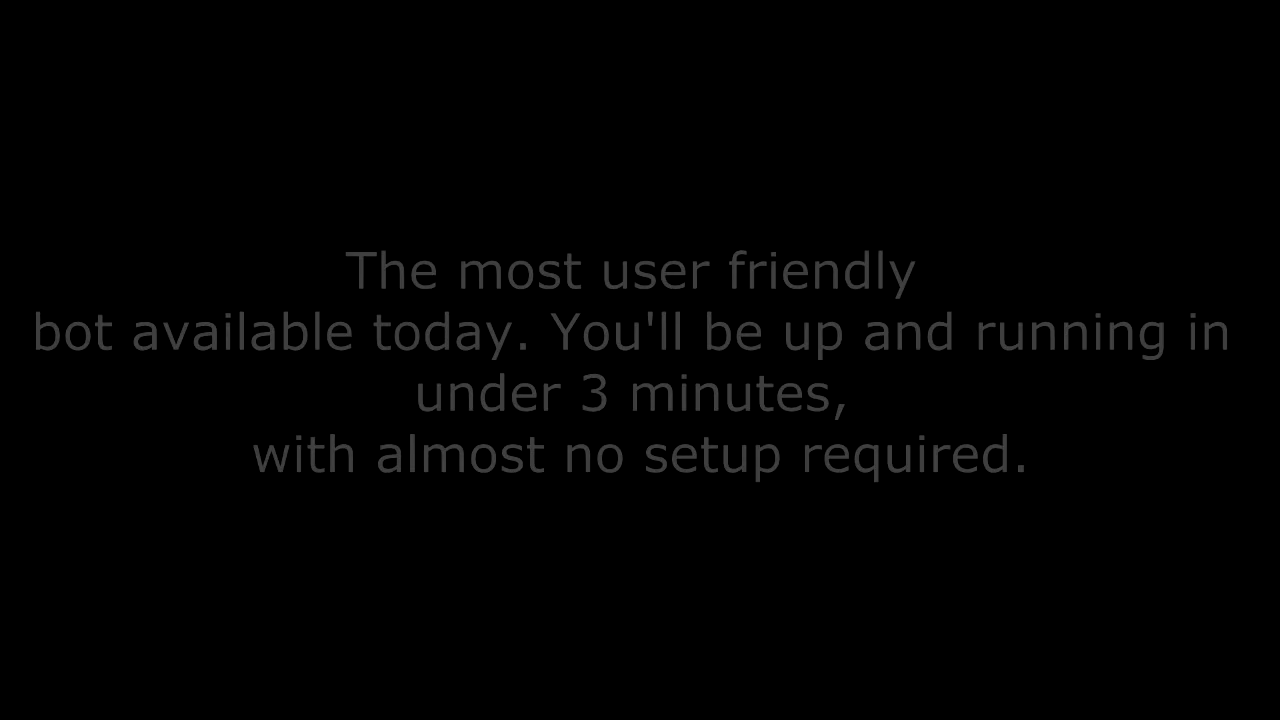 The most user friendly
bot available today. You'll be up and running in
under 3 minutes,
with almost no setup required.